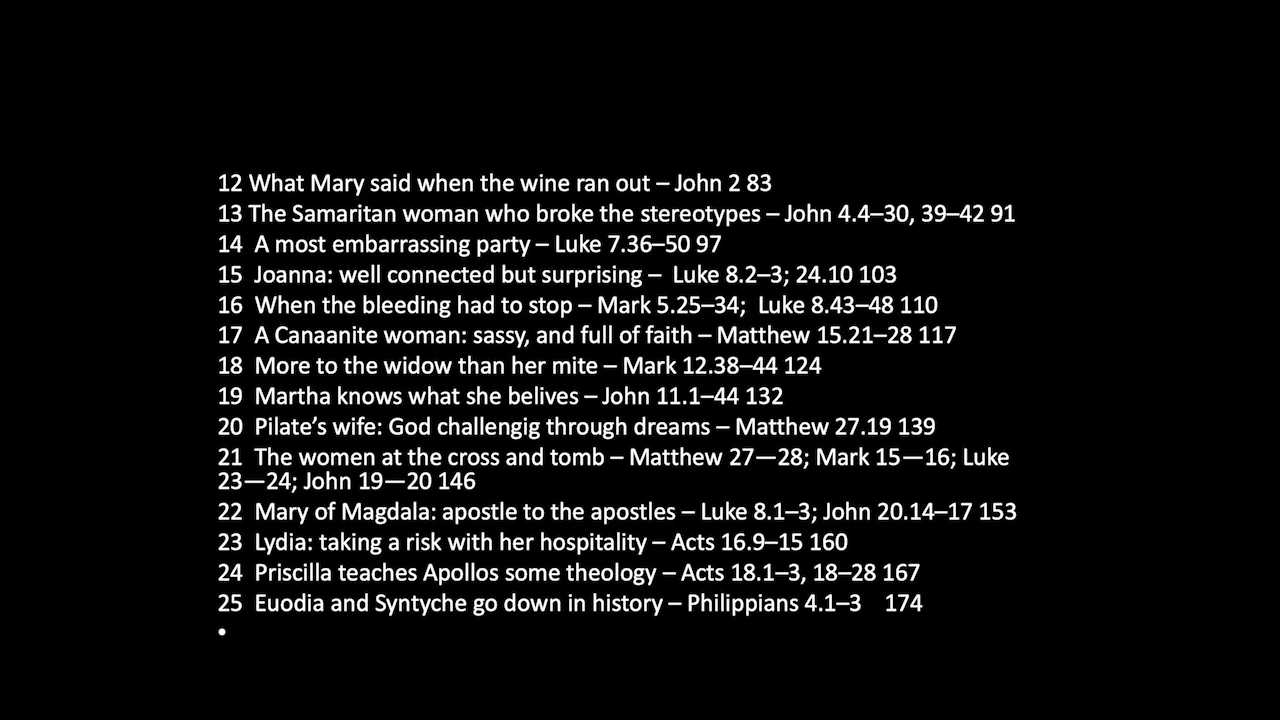 12 What Mary said when the wine ran out – John 2 83
13 The Samaritan woman who broke the stereotypes – John 4.4–30, 39–42 91
14  A most embarrassing party – Luke 7.36–50 97
15  Joanna: well connected but surprising –  Luke 8.2–3; 24.10 103
16  When the bleeding had to stop – Mark 5.25–34;  Luke 8.43–48 110
17  A Canaanite woman: sassy, and full of faith – Matthew 15.21–28 117
18  More to the widow than her mite – Mark 12.38–44 124
19  Martha knows what she belives – John 11.1–44 132
20  Pilate’s wife: God challengig through dreams – Matthew 27.19 139
21  The women at the cross and tomb – Matthew 27—28; Mark 15—16; Luke
23—24; John 19—20 146
22  Mary of Magdala: apostle to the apostles – Luke 8.1–3; John 20.14–17 153
23  Lydia: taking a risk with her hospitality – Acts 16.9–15 160
24  Priscilla teaches Apollos some theology – Acts 18.1–3, 18–28 167
25  Euodia and Syntyche go down in history – Philippians 4.1–3    174
•